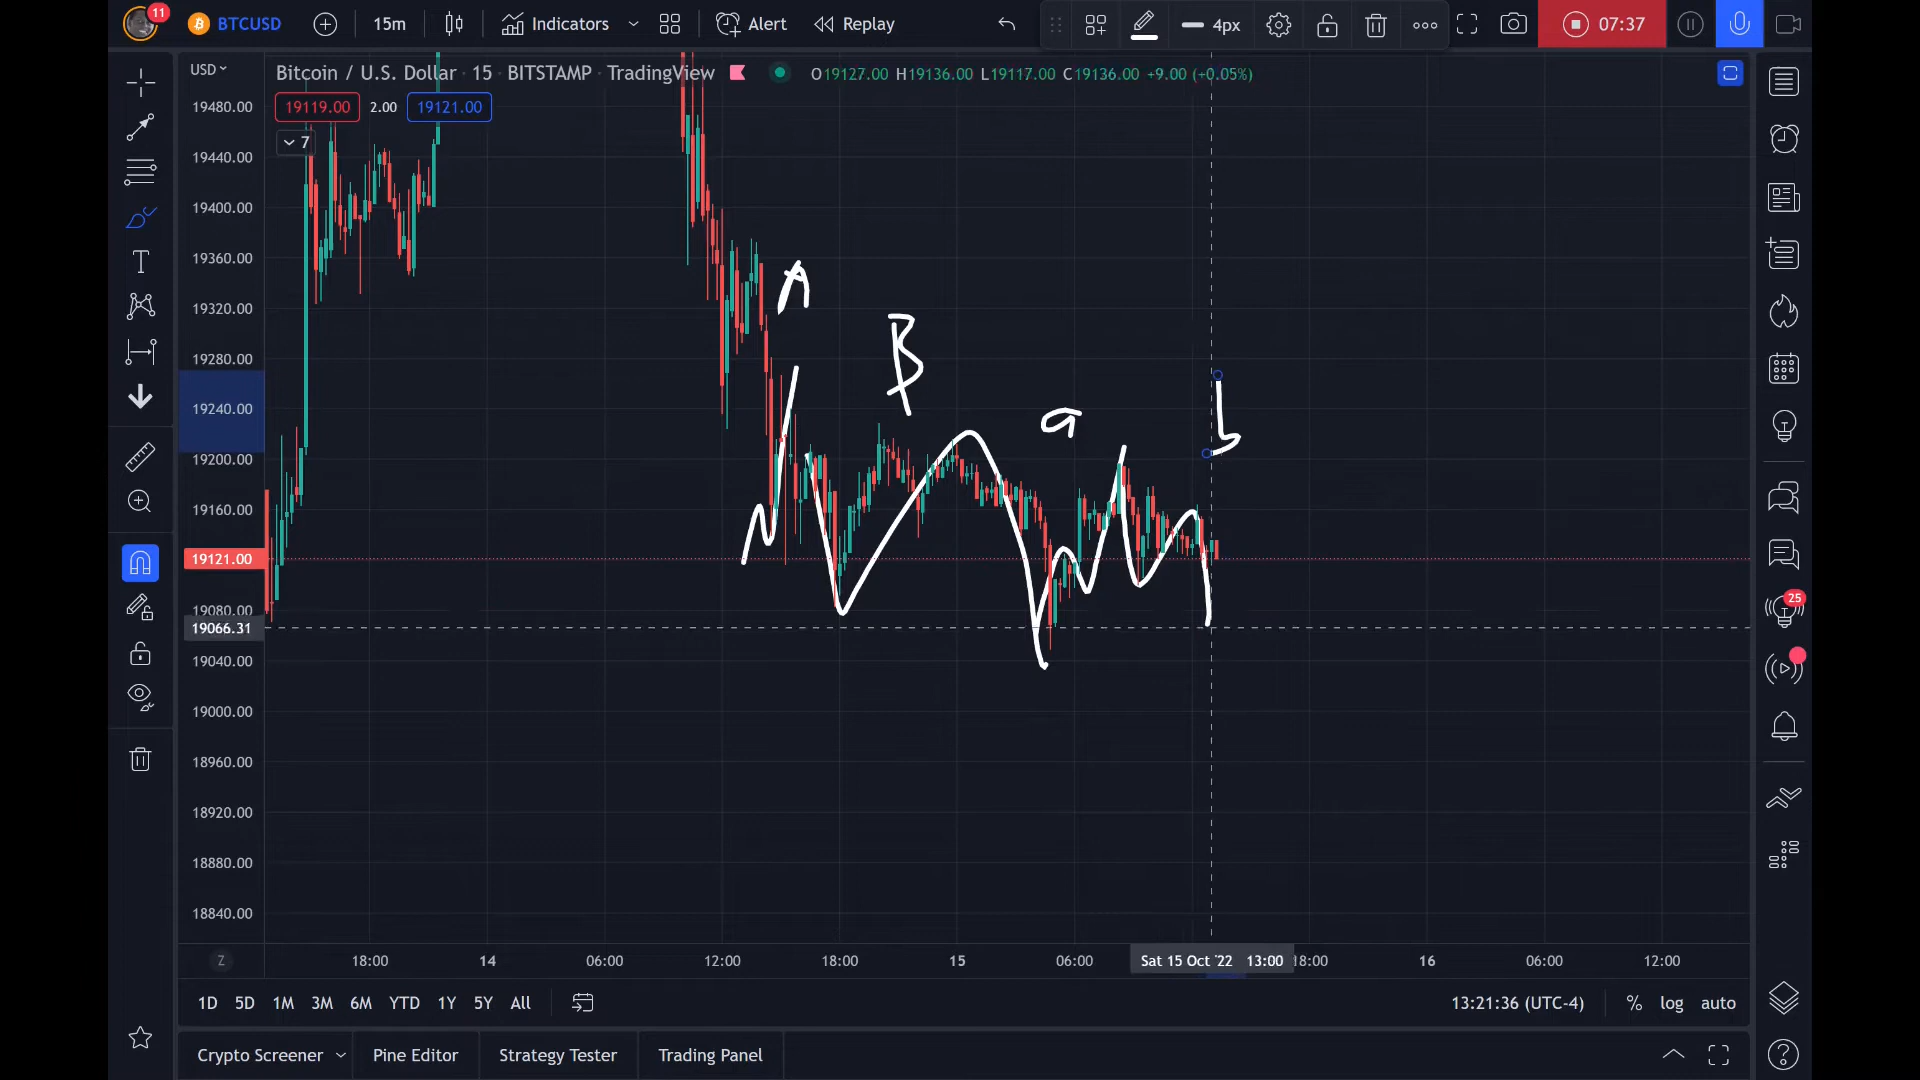 11 BTCUSD 15m Indicators Alert Replay 4px 07:37
USD Bitcoin / U.S. Dollar · 15 · BITSTAMP · TradingView O19127.00 H19136.00 L19117.00 C19136.00 +9.00 (+0.05%)
19119.00 2.00 19121.00
7
19480.00
19440.00
19400.00
19360.00
19320.00
19280.00
19240.00
19200.00
19160.00
19121.00
19080.00
19066.31
19040.00
19000.00
18960.00
18920.00
18880.00
18840.00
A
B
a
b
25
Z 18:00 14 06:00 12:00 18:00 15 06:00 Sat 15 Oct '22 13:00 18:00 16 06:00 12:00
1D 5D 1M 3M 6M YTD 1Y 5Y All 13:21:36 (UTC-4) % log auto
Crypto Screener Pine Editor Strategy Tester Trading Panel